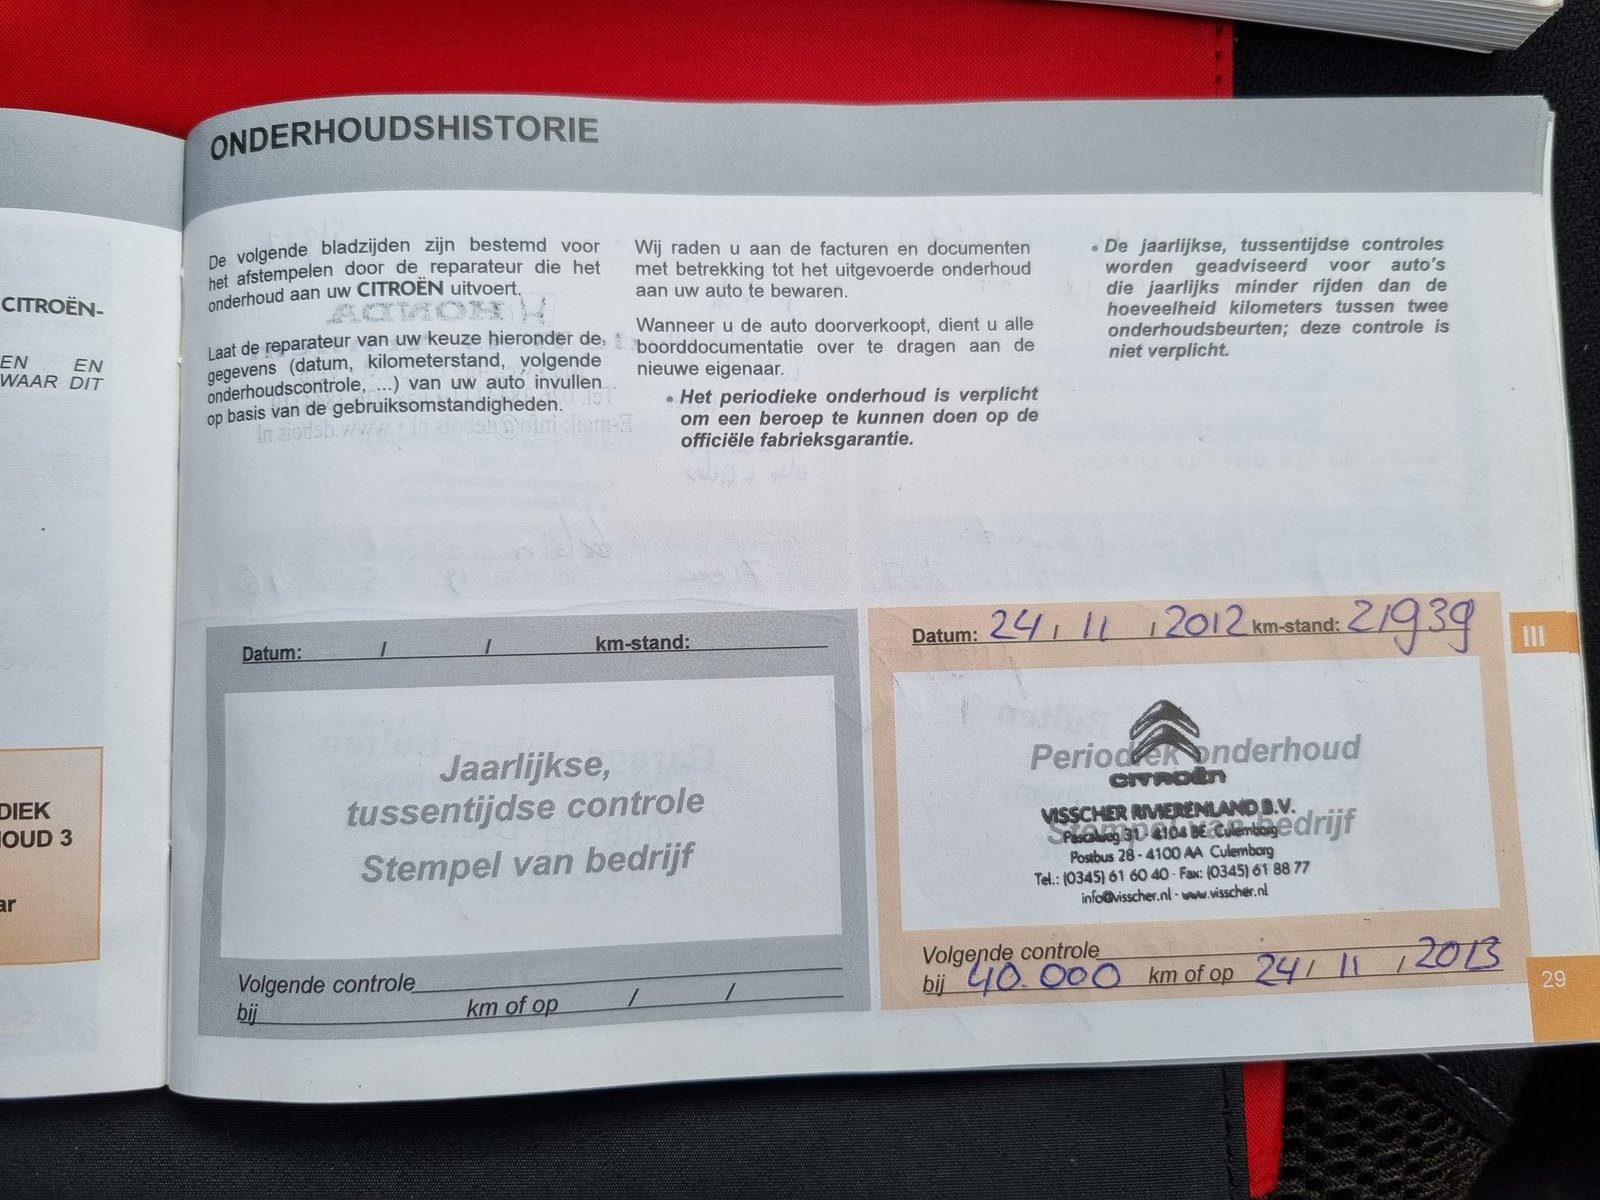 ONDERHOUDSHISTORIE
CITROËN-
EN EN
WAAR DIT
DIEK
HOUD 3
ar
De volgende bladzijden zijn bestemd voor
het afstempelen door de reparateur die het
onderhoud aan uw CITROËN uitvoert.
Laat de reparateur van uw keuze hieronder de
gegevens (datum, kilometerstand, volgende
onderhoudscontrole, ...) van uw auto invullen
op basis van de gebruiksomstandigheden.
Wij raden u aan de facturen en documenten
met betrekking tot het uitgevoerde onderhoud
aan uw auto te bewaren.
Wanneer u de auto doorverkoopt, dient u alle
boorddocumentatie over te dragen aan de
nieuwe eigenaar.
• Het periodieke onderhoud is verplicht
om een beroep te kunnen doen op de
officiële fabrieksgarantie.
• De jaarlijkse, tussentijdse controles
worden geadviseerd voor auto's
die jaarlijks minder rijden dan de
hoeveelheid kilometers tussen twee
onderhoudsbeurten; deze controle is
niet verplicht.
Datum: / / km-stand:
Jaarlijkse,
tussentijdse controle
Stempel van bedrijf
Volgende controle
bij km of op / /
Datum: 24 / 11 / 2012 km-stand: 21939
Periodiek onderhoud
CITROËN
VISSCHER RIVIERENLAND B.V.
Stempel van bedrijf
Pascalweg 31 - 4104 BE Culemborg
Postbus 28 - 4100 AA Culemborg
Tel.: (0345) 61 60 40 - Fax: (0345) 61 88 77
info@visscher.nl - www.visscher.nl
Volgende controle
bij 40.000 km of op 24 / 11 / 2013
III
29